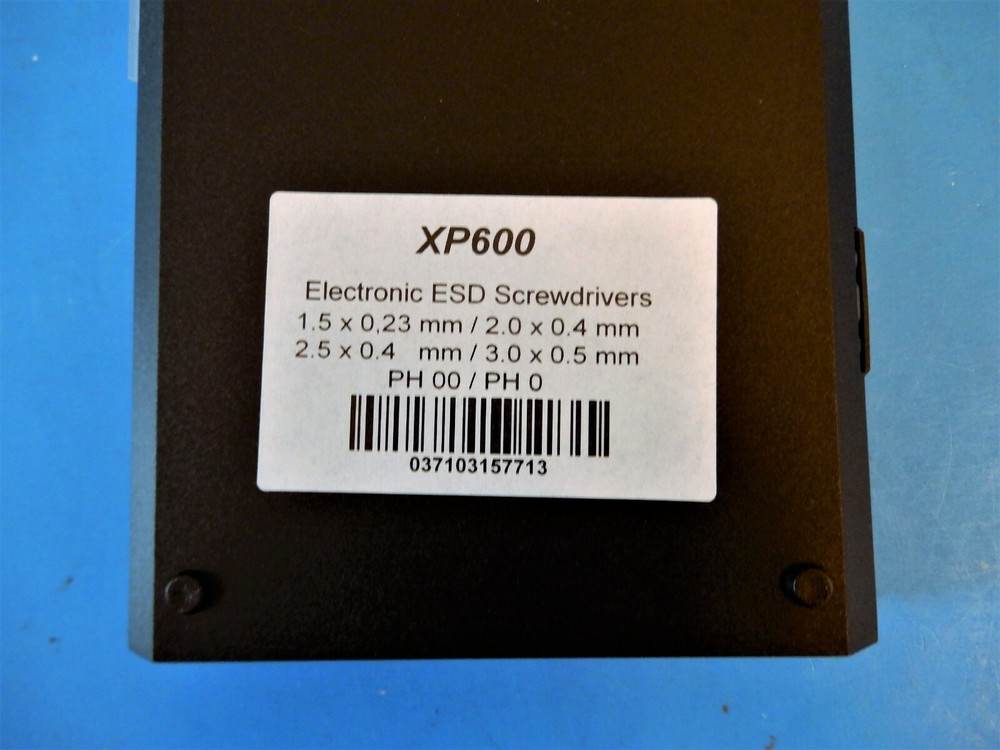 XP600
Electronic ESD Screwdrivers
1.5 x 0,23 mm / 2.0 x 0.4 mm
2.5 x 0.4 mm / 3.0 x 0.5 mm
PH 00 / PH 0
037103157713